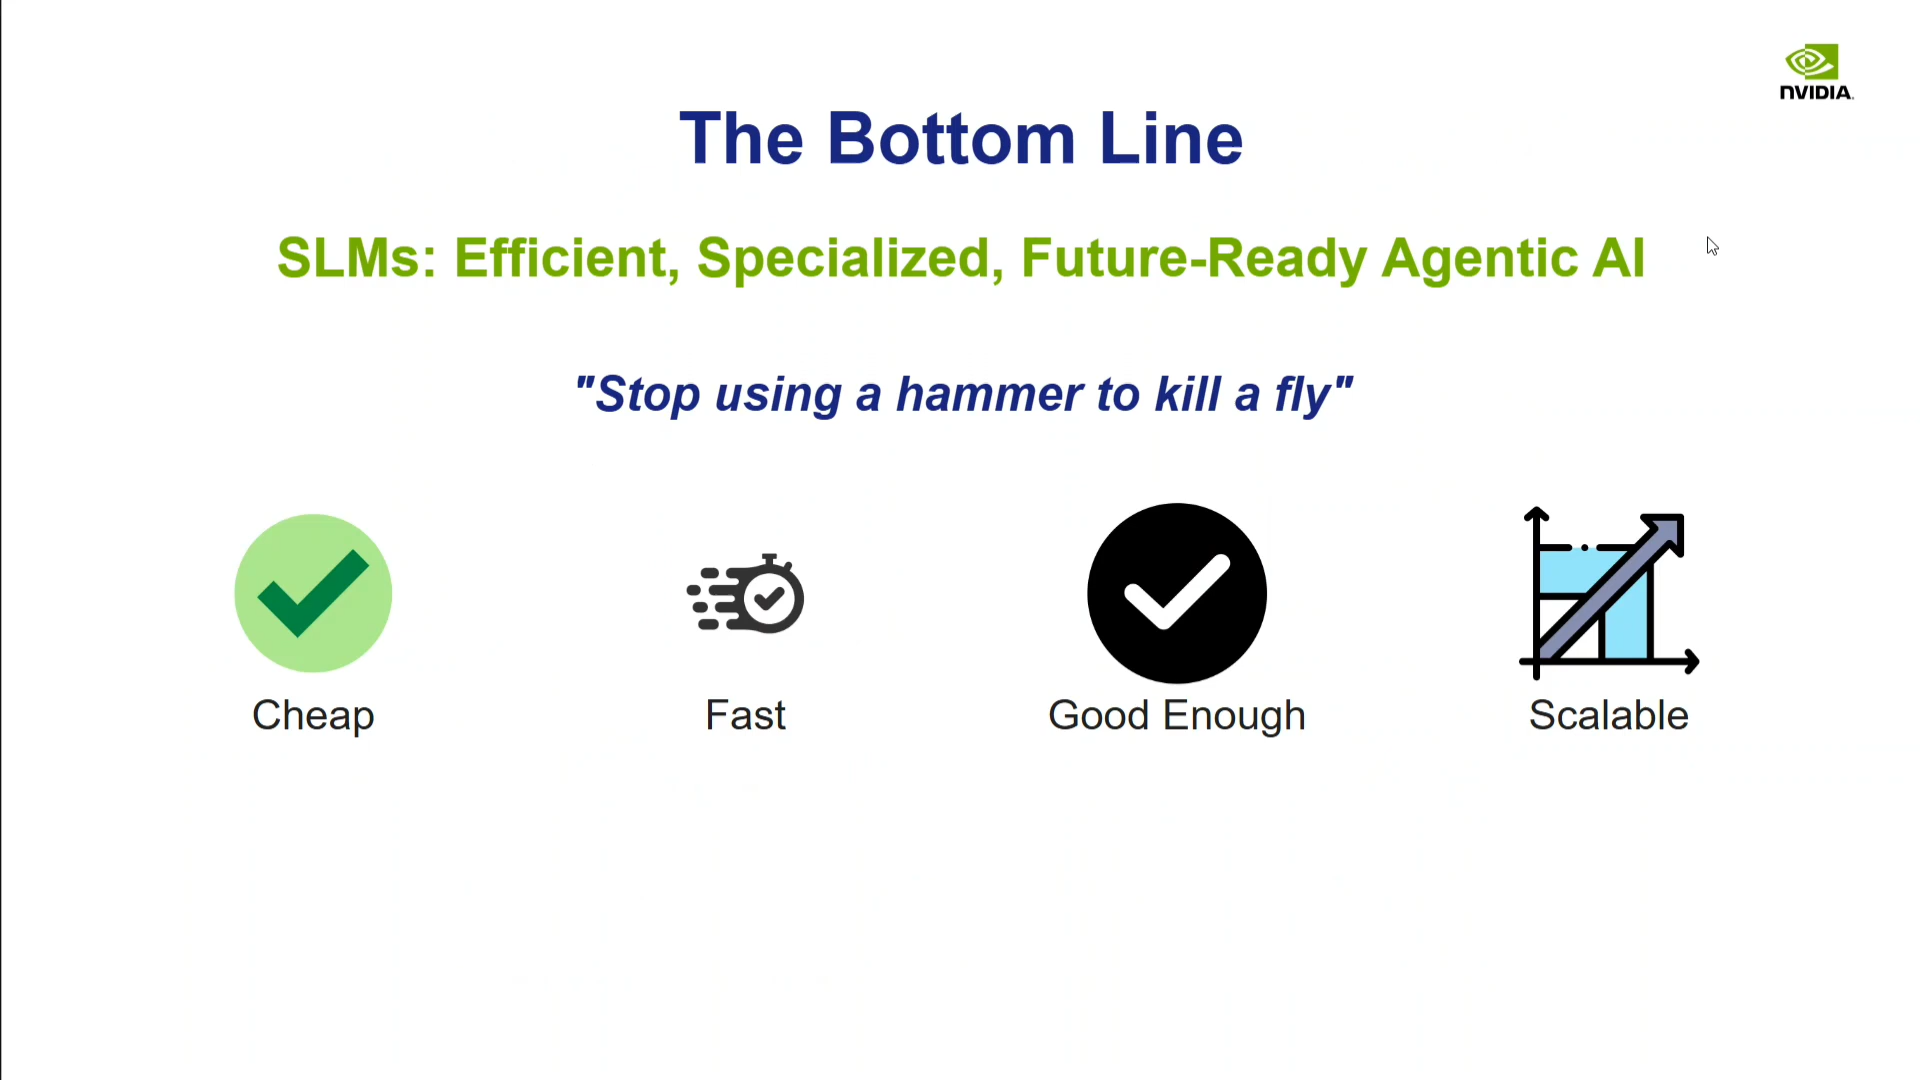 NVIDIA.
The Bottom Line
SLMs: Efficient, Specialized, Future-Ready Agentic AI
"Stop using a hammer to kill a fly"
Cheap
Fast
Good Enough
Scalable